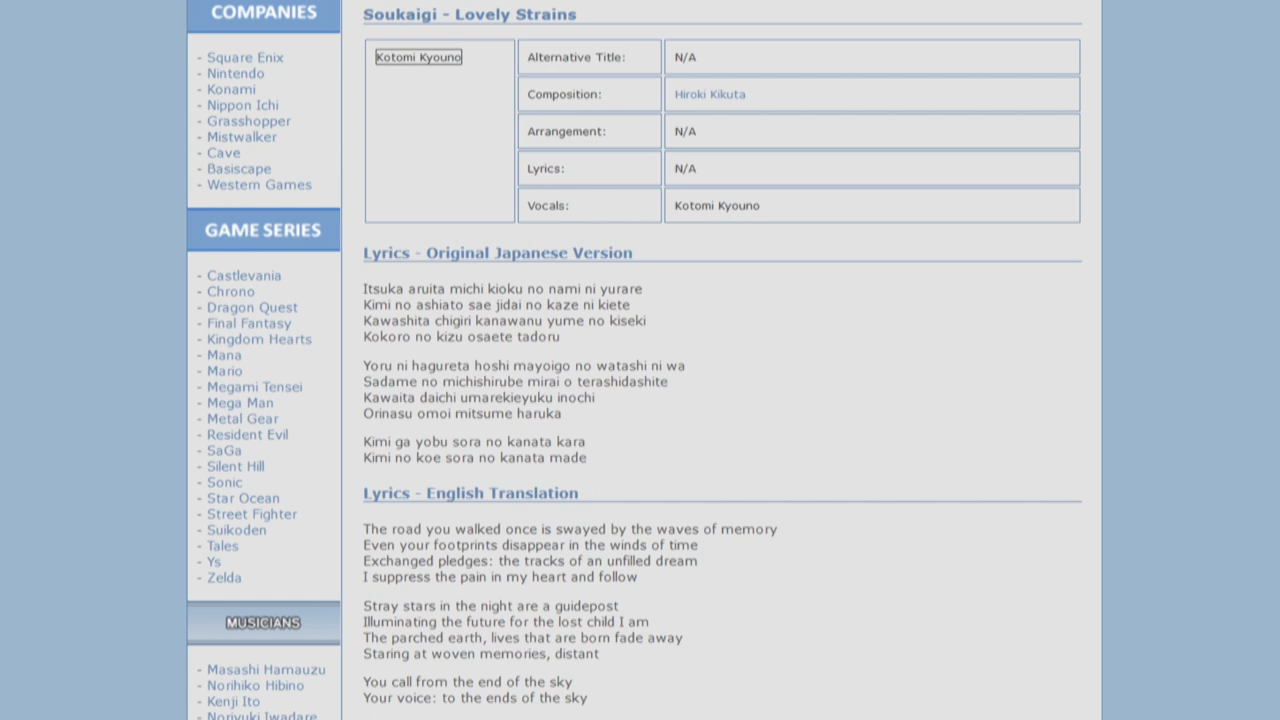 COMPANIES
- Square Enix
- Nintendo
- Konami
- Nippon Ichi
- Grasshopper
- Mistwalker
- Cave
- Basiscape
- Western Games
GAME SERIES
- Castlevania
- Chrono
- Dragon Quest
- Final Fantasy
- Kingdom Hearts
- Mana
- Mario
- Megami Tensei
- Mega Man
- Metal Gear
- Resident Evil
- SaGa
- Silent Hill
- Sonic
- Star Ocean
- Street Fighter
- Suikoden
- Tales
- Ys
- Zelda
MUSICIANS
- Masashi Hamauzu
- Norihiko Hibino
- Kenji Ito
- Noriyuki Iwadare
Soukaigi - Lovely Strains
Kotomi Kyouno
Alternative Title: N/A
Composition: Hiroki Kikuta
Arrangement: N/A
Lyrics: N/A
Vocals: Kotomi Kyouno
Lyrics - Original Japanese Version
Itsuka aruita michi kioku no nami ni yurare
Kimi no ashiato sae jidai no kaze ni kiete
Kawashita chigiri kanawanu yume no kiseki
Kokoro no kizu osaete tadoru
Yoru ni hagureta hoshi mayoigo no watashi ni wa
Sadame no michishirube mirai o terashidashite
Kawaita daichi umarekieyuku inochi
Orinasu omoi mitsume haruka
Kimi ga yobu sora no kanata kara
Kimi no koe sora no kanata made
Lyrics - English Translation
The road you walked once is swayed by the waves of memory
Even your footprints disappear in the winds of time
Exchanged pledges: the tracks of an unfilled dream
I suppress the pain in my heart and follow
Stray stars in the night are a guidepost
Illuminating the future for the lost child I am
The parched earth, lives that are born fade away
Staring at woven memories, distant
You call from the end of the sky
Your voice: to the ends of the sky